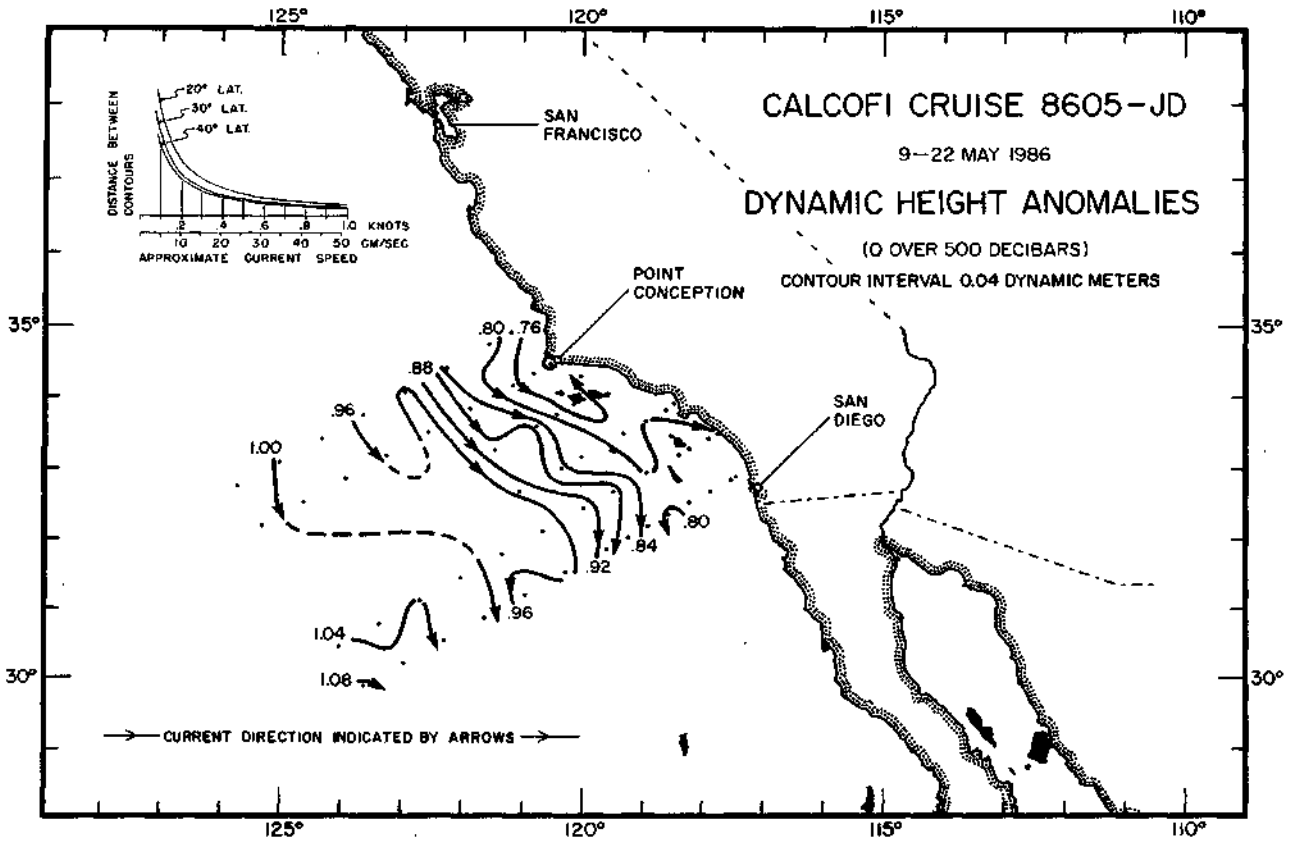 125° 120° 115° 110°
20° LAT.
30° LAT.
40° LAT.
DISTANCE BETWEEN
CONTOURS
.2 .4 .6 .8 1.0 KNOTS
10 20 30 40 50 CM/SEC
APPROXIMATE CURRENT SPEED
SAN
FRANCISCO
CALCOFI CRUISE 8605-JD
9-22 MAY 1986
DYNAMIC HEIGHT ANOMALIES
(0 OVER 500 DECIBARS)
CONTOUR INTERVAL 0.04 DYNAMIC METERS
POINT
CONCEPTION
35° 35°
.80 .76
.88
.96
1.00
SAN
DIEGO
.80
.84
.92
.96
1.04
1.08
30° 30°
CURRENT DIRECTION INDICATED BY ARROWS
125° 120° 115° 110°